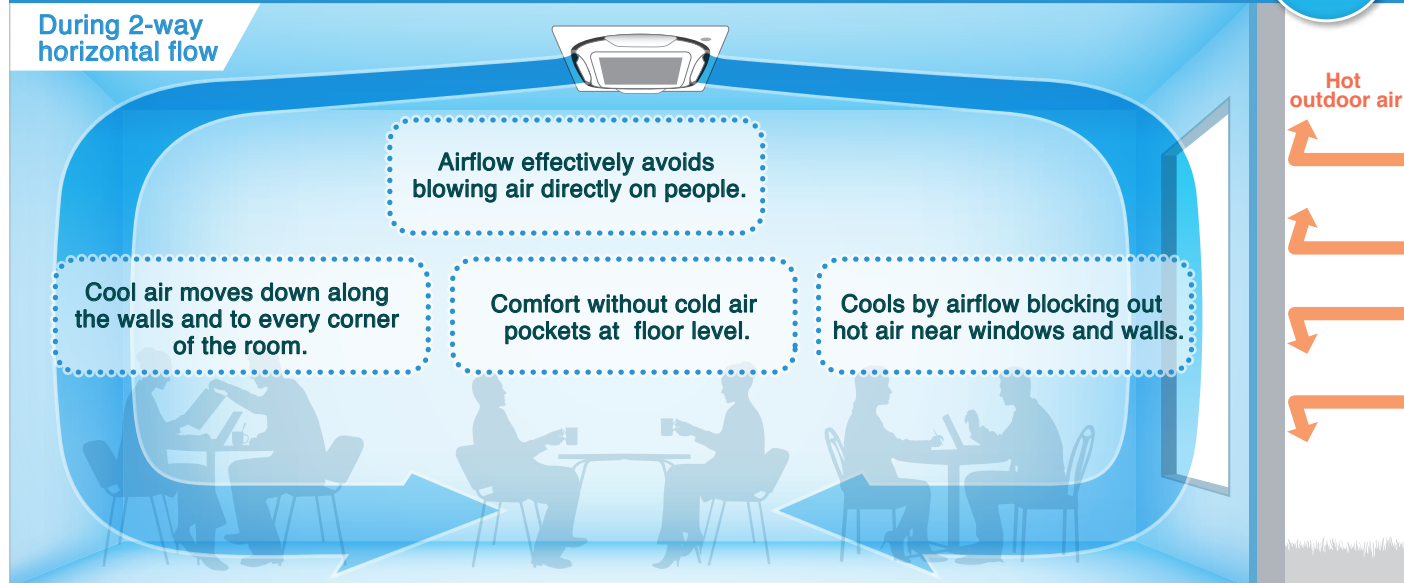 During 2-way
horizontal flow
Hot
outdoor air
Airflow effectively avoids
blowing air directly on people.
Cool air moves down along
the walls and to every corner
of the room.
Comfort without cold air
pockets at floor level.
Cools by airflow blocking out
hot air near windows and walls.